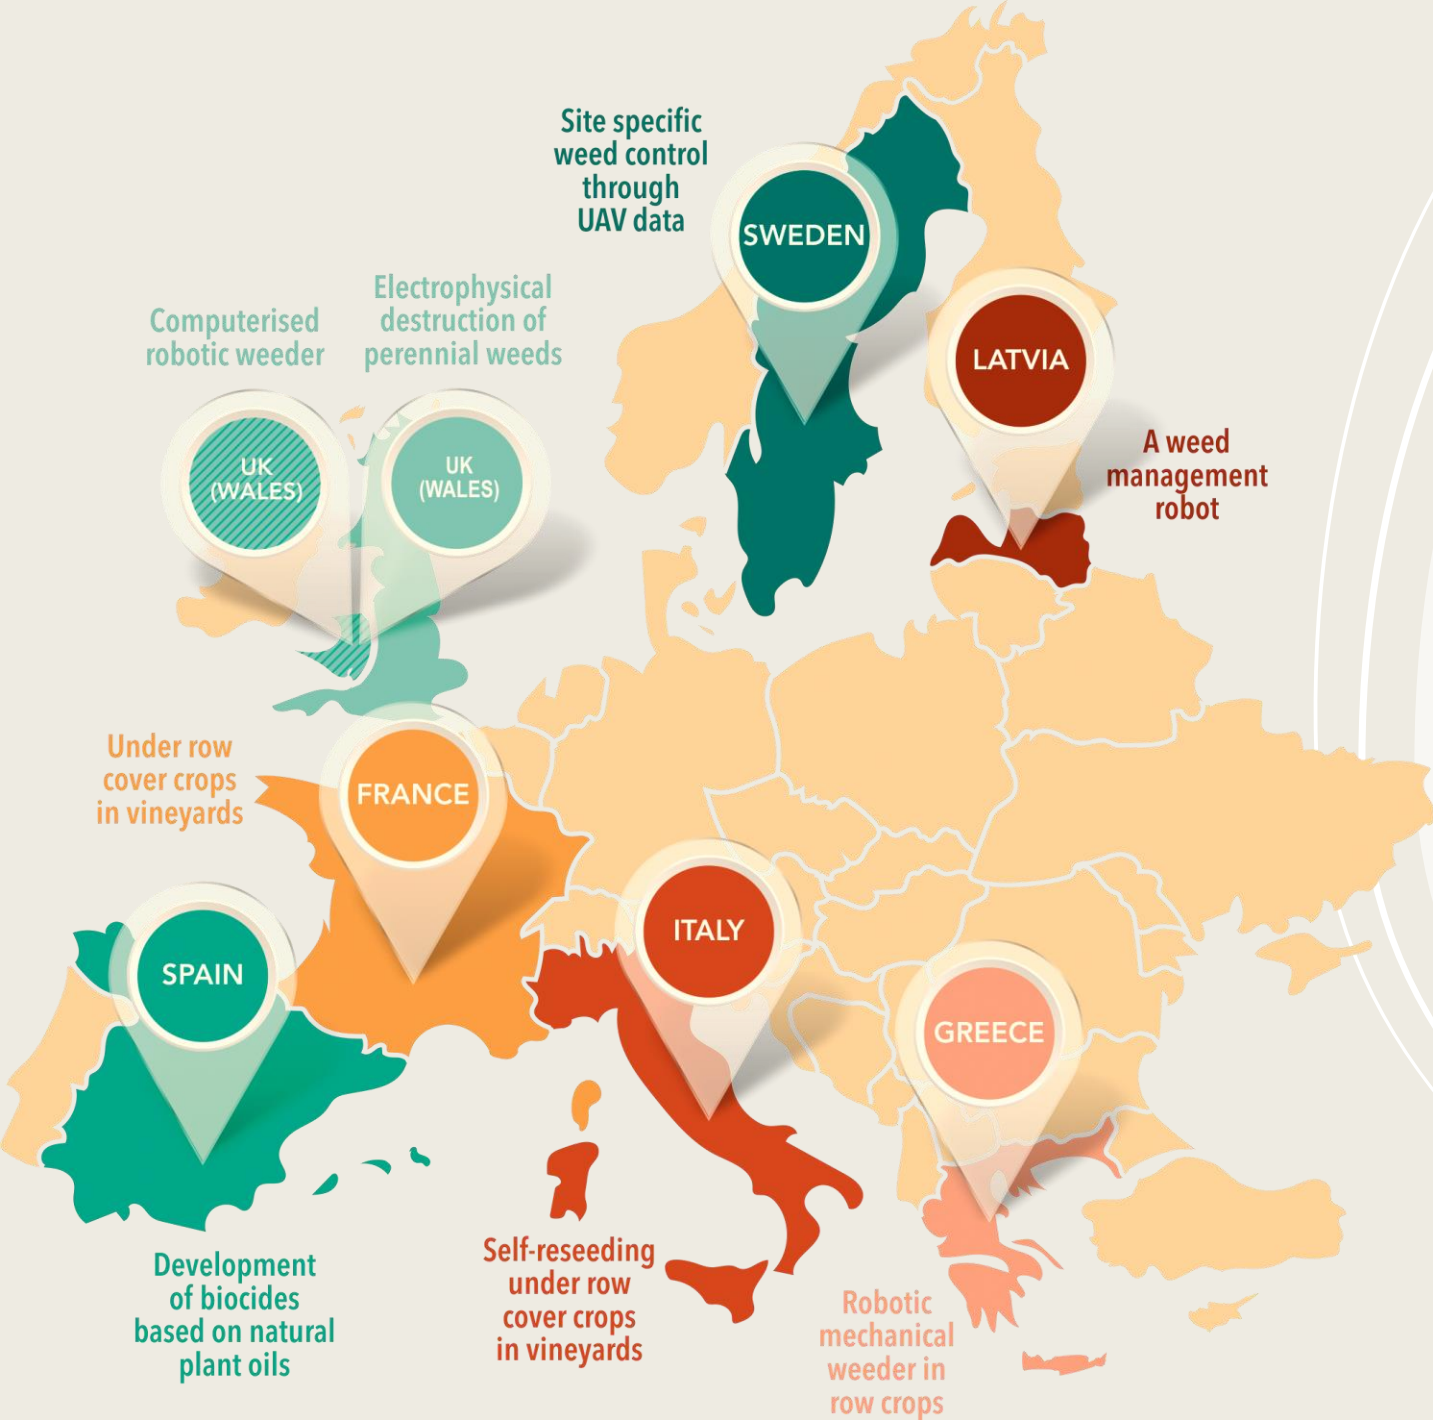 Site specific
weed control
through
UAV data
SWEDEN
Electrophysical
destruction of
perennial weeds
Computerised
robotic weeder
LATVIA
A weed
management
robot
UK
(WALES)
UK
(WALES)
Under row
cover crops
in vineyards
FRANCE
ITALY
SPAIN
GREECE
Development
of biocides
based on natural
plant oils
Self-reseeding
under row
cover crops
in vineyards
Robotic
mechanical
weeder in
row crops